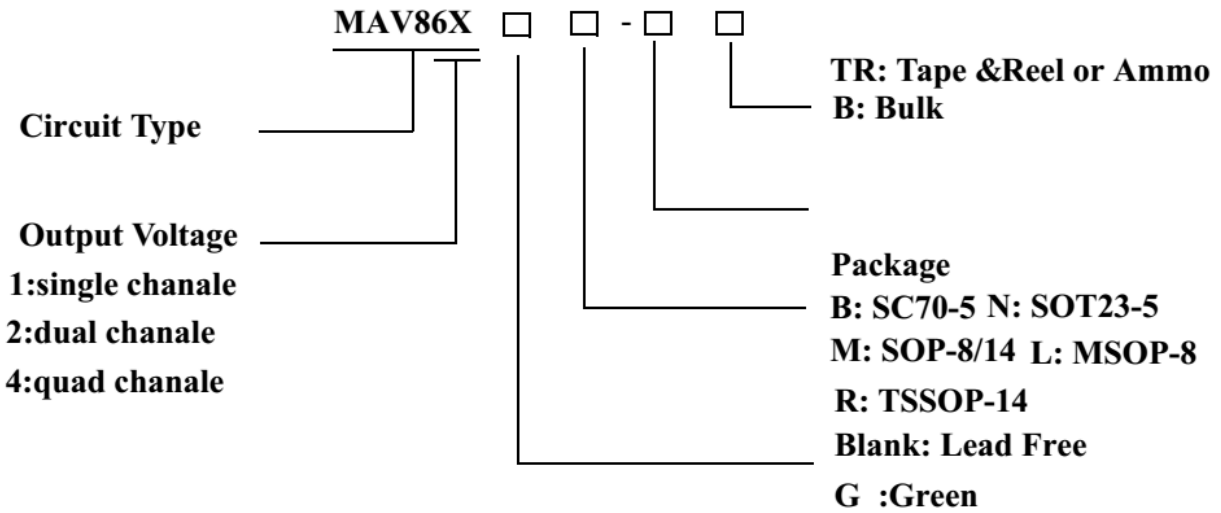 MAV86X □ □ - □ □
TR: Tape &Reel or Ammo
B: Bulk
Circuit Type
Output Voltage
1:single chanale
2:dual chanale
4:quad chanale
Package
B: SC70-5 N: SOT23-5
M: SOP-8/14 L: MSOP-8
R: TSSOP-14
Blank: Lead Free
G :Green